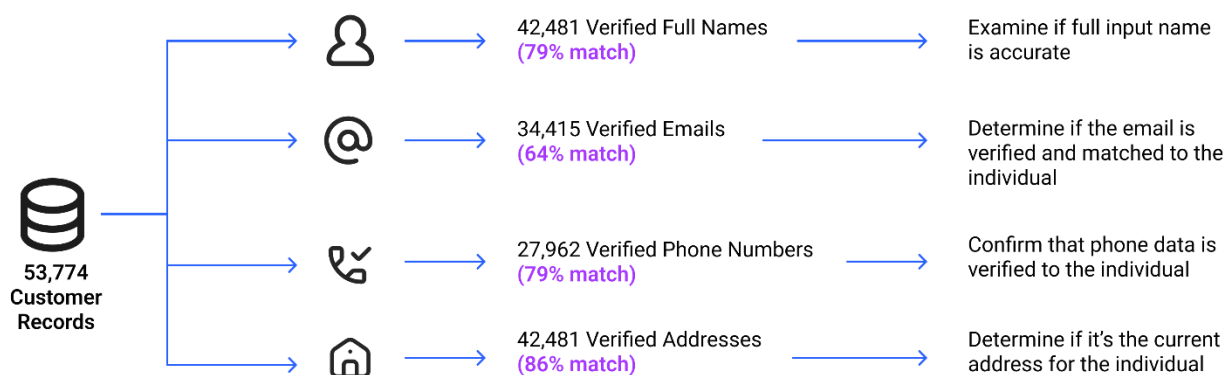 53,774
Customer
Records
42,481 Verified Full Names
(79% match)
Examine if full input name
is accurate
34,415 Verified Emails
(64% match)
Determine if the email is
verified and matched to the
individual
27,962 Verified Phone Numbers
(79% match)
Confirm that phone data is
verified to the individual
42,481 Verified Addresses
(86% match)
Determine if it’s the current
address for the individual